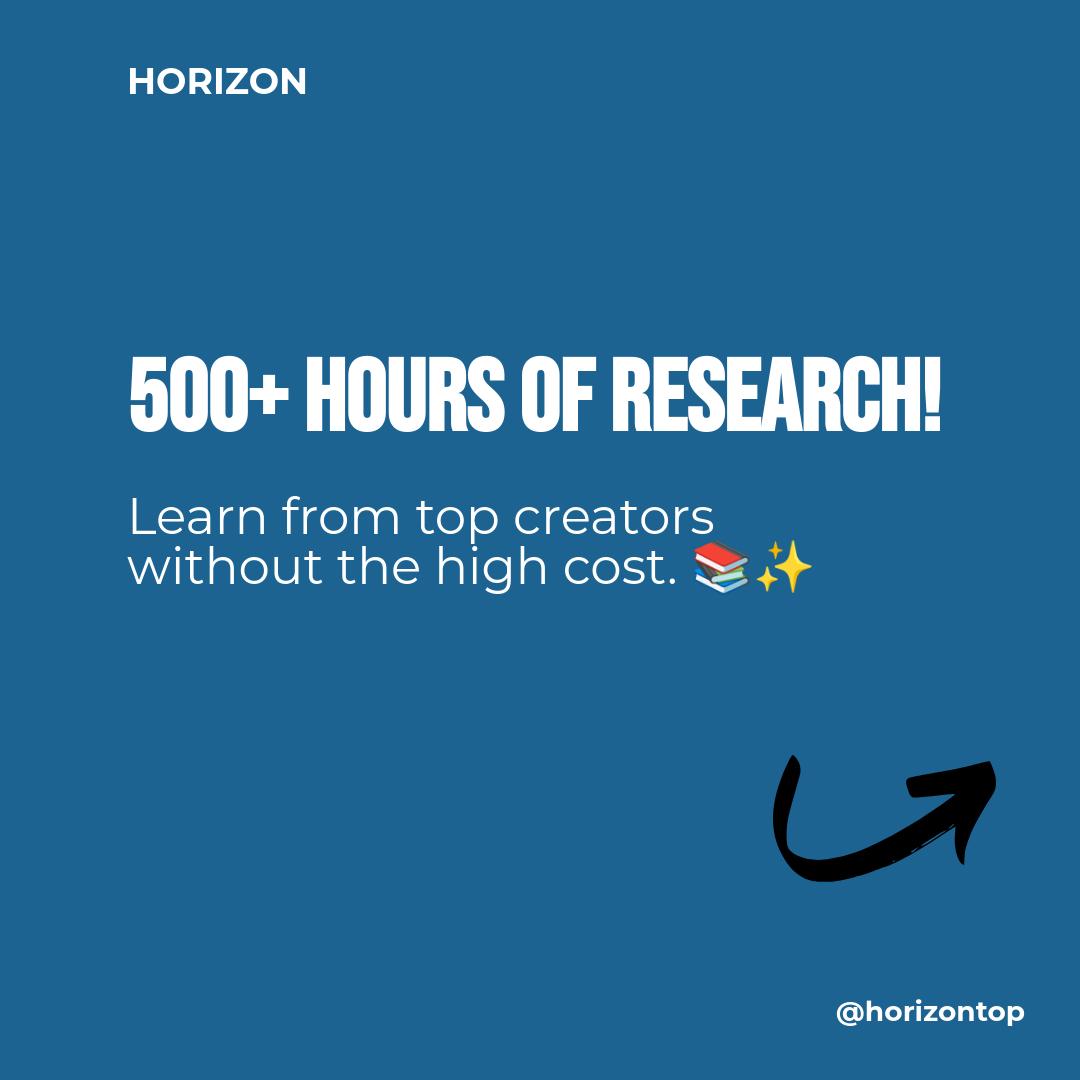 HORIZON
500+ HOURS OF RESEARCH!
Learn from top creators
without the high cost. 📚✨
@horizontop